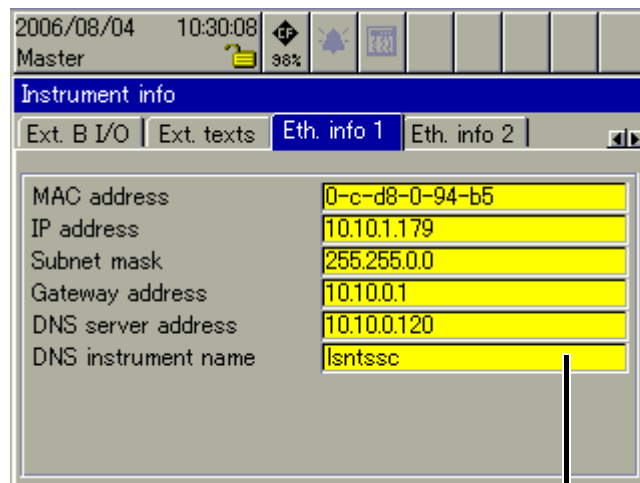 2006/08/04 10:30:08
Master
CF
98%
Instrument info
Ext. B I/O Ext. texts Eth. info 1 Eth. info 2
MAC address 0-c-d8-0-94-b5
IP address 10.10.1.179
Subnet mask 255.255.0.0
Gateway address 10.10.0.1
DNS server address 10.10.0.120
DNS instrument name lsntssc